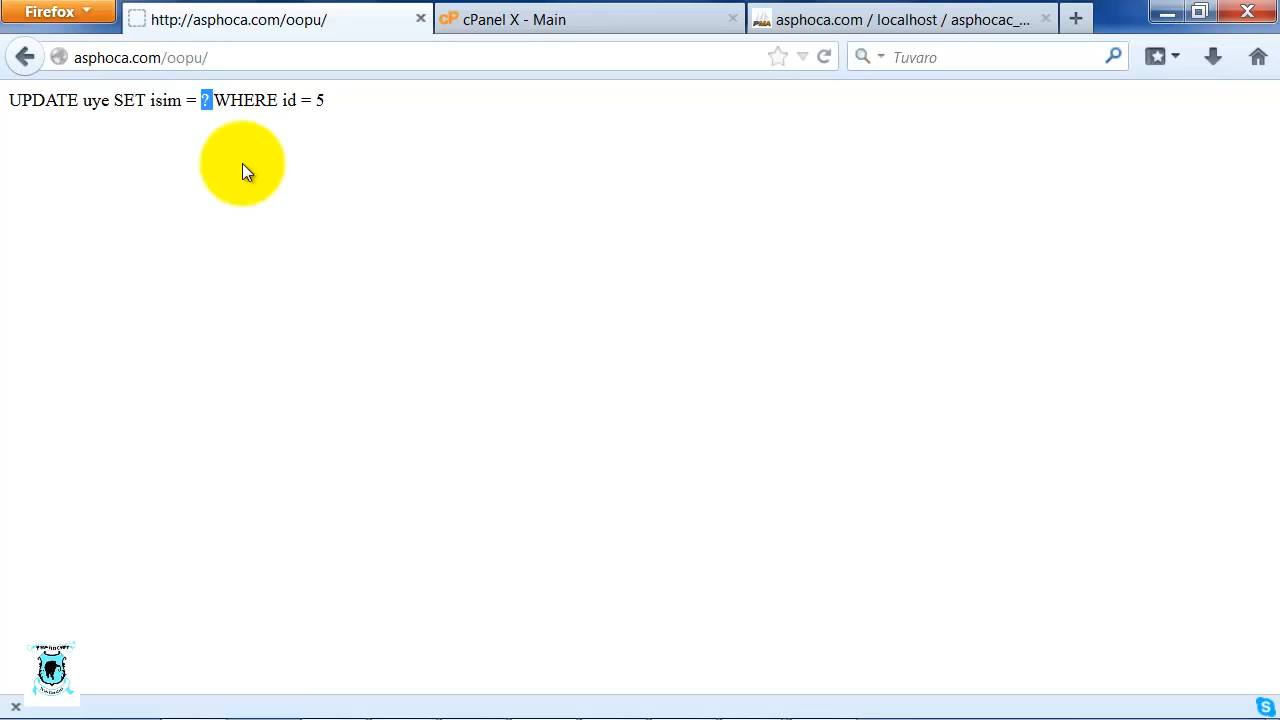 Firefox
http://asphoca.com/oopu/
cPanel X - Main
asphoca.com / localhost / asphocac_...
asphoca.com/oopu/
Tuvaro
UPDATE uye SET isim = ? WHERE id = 5